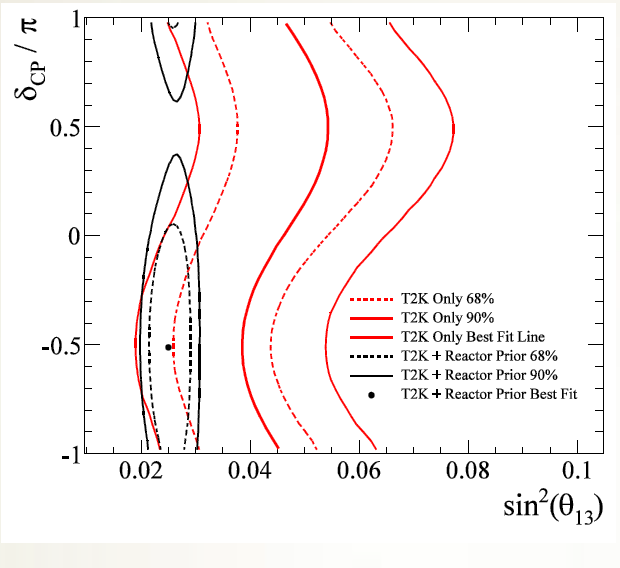 δCP / π
1
0.5
0
-0.5
-1
T2K Only 68%
T2K Only 90%
T2K Only Best Fit Line
T2K + Reactor Prior 68%
T2K + Reactor Prior 90%
T2K + Reactor Prior Best Fit
0.02 0.04 0.06 0.08 0.1
sin²(θ₁₃)